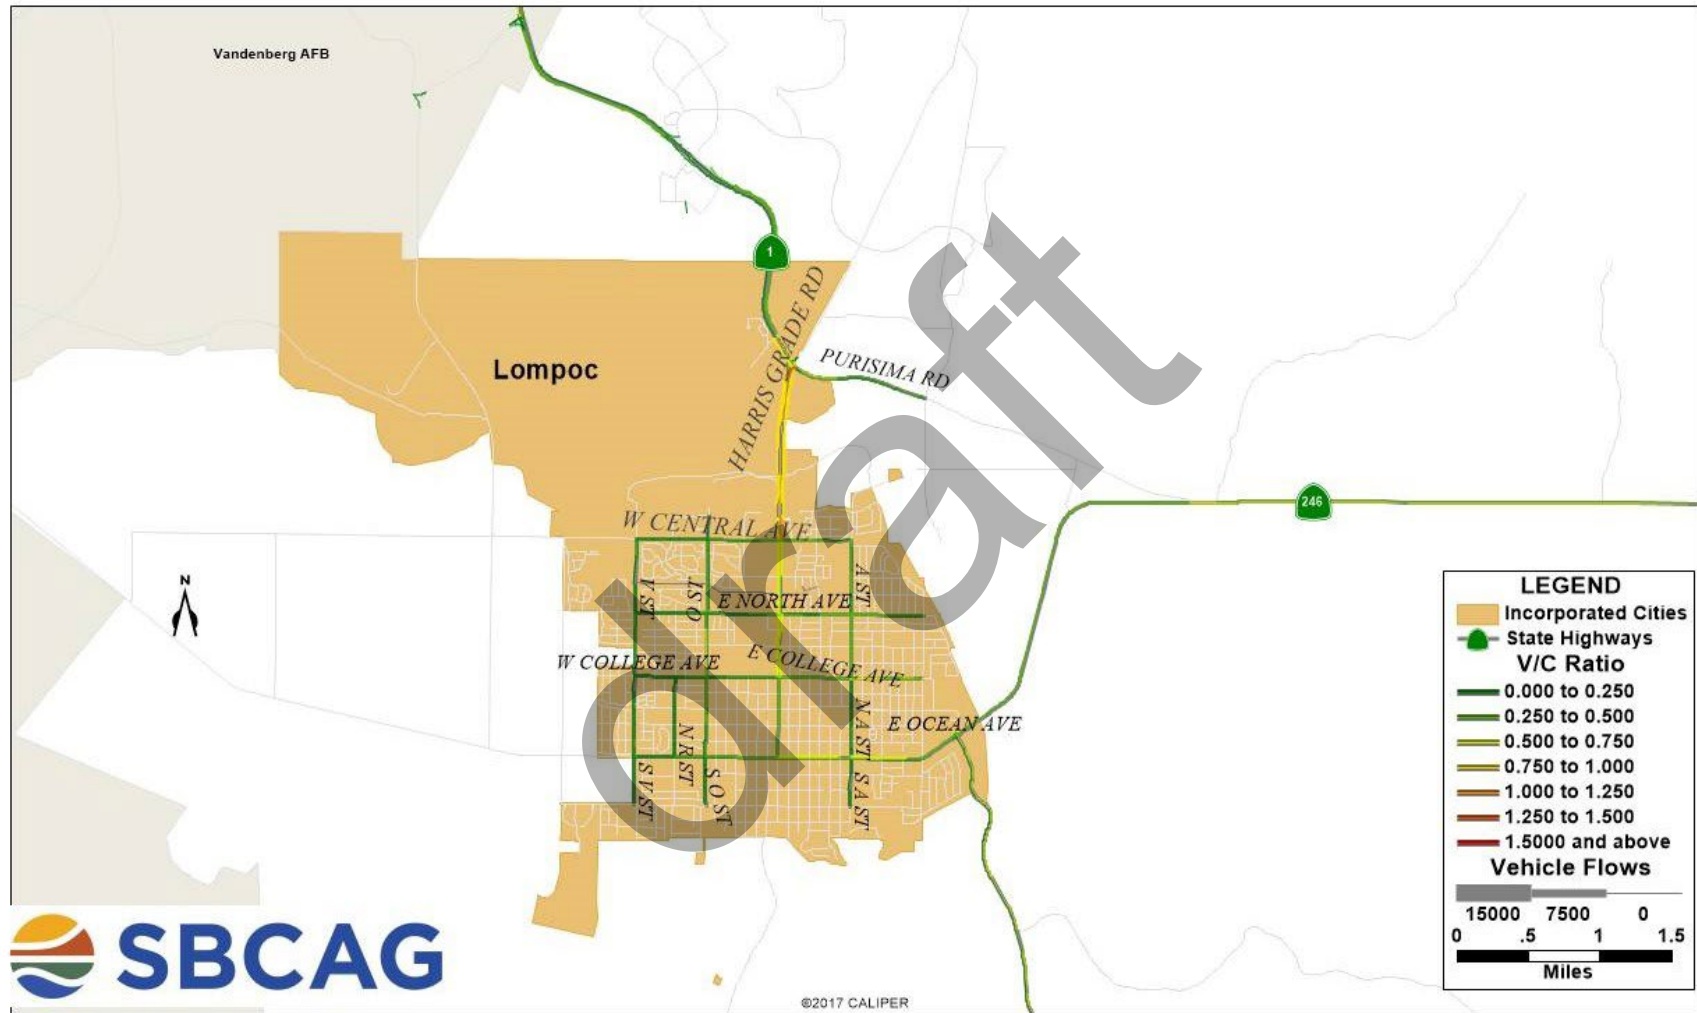 Vandenberg AFB
1
HARRIS GRADE RD
PURISIMA RD
Lompoc
246
W CENTRAL AVE
V ST
O ST
A ST
E NORTH AVE
W COLLEGE AVE
E COLLEGE AVE
N A ST
E OCEAN AVE
N R ST
S V ST
S O ST
S A ST
N
draft
LEGEND
Incorporated Cities
State Highways
V/C Ratio
0.000 to 0.250
0.250 to 0.500
0.500 to 0.750
0.750 to 1.000
1.000 to 1.250
1.250 to 1.500
1.5000 and above
Vehicle Flows
15000 7500 0
0 .5 1 1.5
Miles
SBCAG
©2017 CALIPER